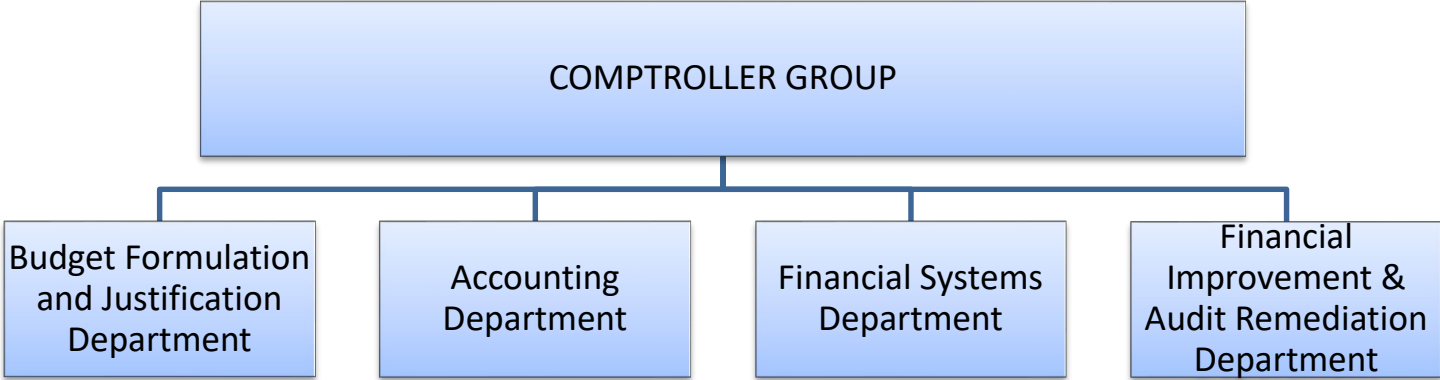 COMPTROLLER GROUP
Budget Formulation
and Justification
Department
Accounting
Department
Financial Systems
Department
Financial
Improvement &
Audit Remediation
Department